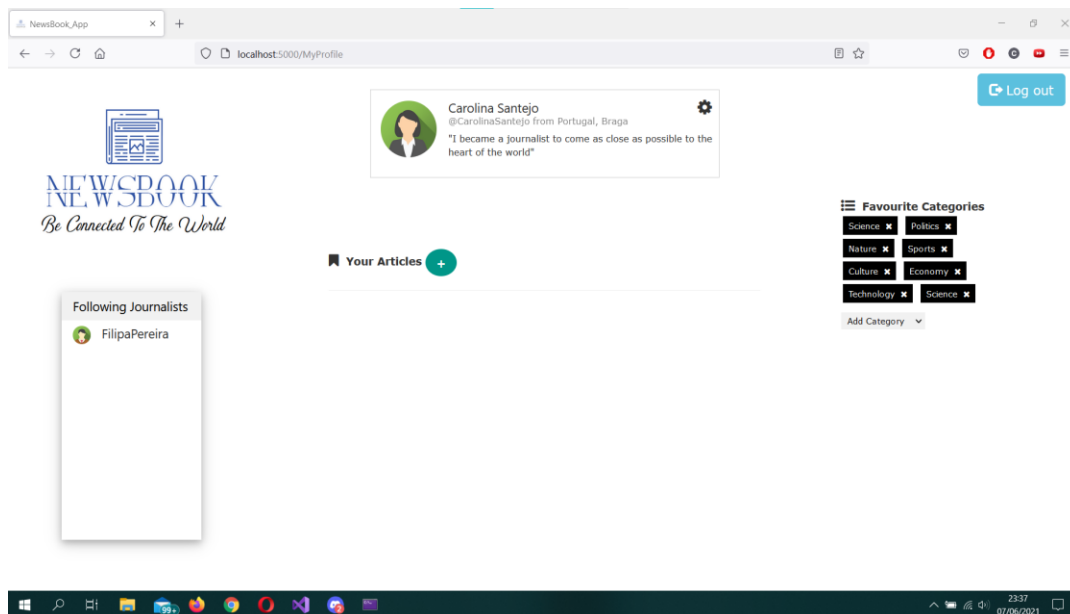 NewsBook_App
localhost:5000/MyProfile
Log out
NEWSBOOK
Be Connected To The World
Carolina Santejo
@CarolinaSantejo from Portugal, Braga
"I became a journalist to come as close as possible to the
heart of the world"
Following Journalists
FilipaPereira
Your Articles +
Favourite Categories
Science ✖ Politics ✖
Nature ✖ Sports ✖
Culture ✖ Economy ✖
Technology ✖ Science ✖
Add Category
99+
23:37
07/06/2021